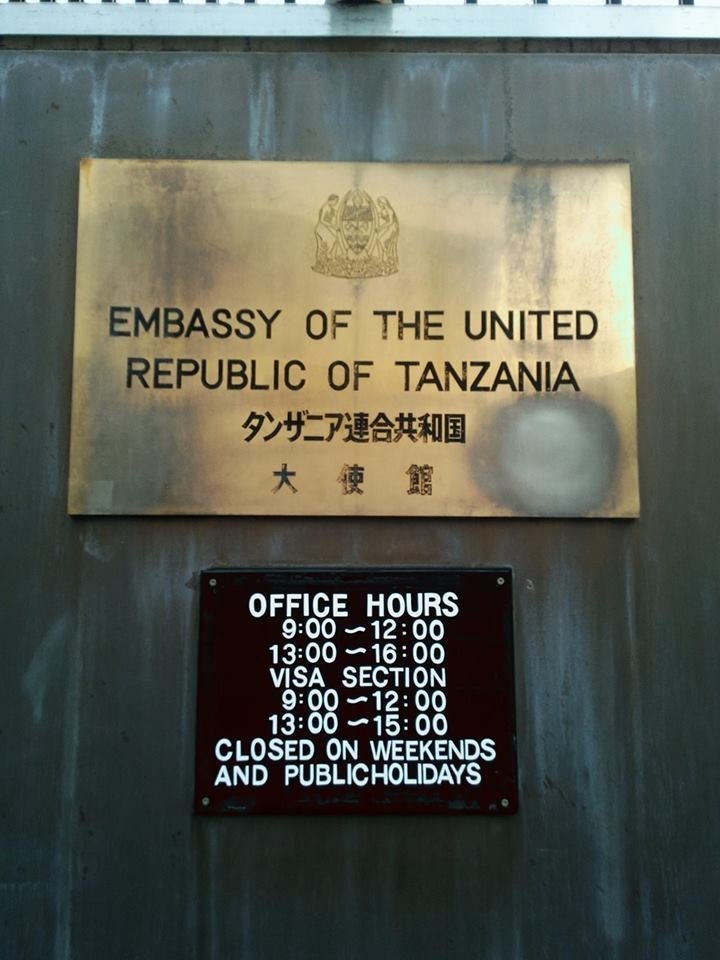 EMBASSY OF THE UNITED
REPUBLIC OF TANZANIA
タンザニア連合共和国
大使館
OFFICE HOURS
9:00～12:00
13:00～16:00
VISA SECTION
9:00～12:00
13:00～15:00
CLOSED ON WEEKENDS
AND PUBLICHOLIDAYS